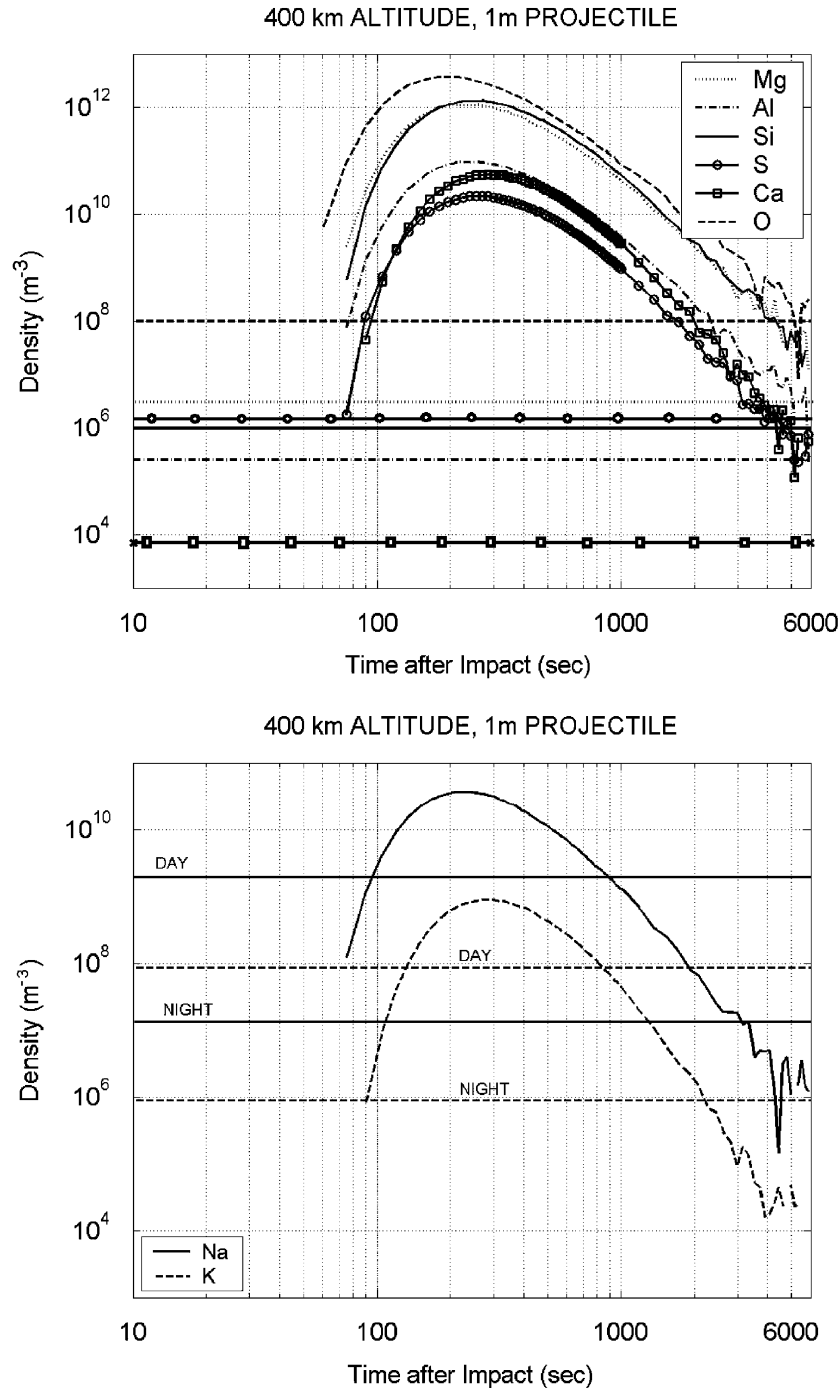 400 km ALTITUDE, 1m PROJECTILE
Mg
Al
Si
S
Ca
O
10^12
10^10
10^8
10^6
10^4
Density (m^-3)
10 100 1000 6000
Time after Impact (sec)
400 km ALTITUDE, 1m PROJECTILE
10^10
10^8
10^6
10^4
Density (m^-3)
DAY
DAY
NIGHT
NIGHT
Na
K
10 100 1000 6000
Time after Impact (sec)